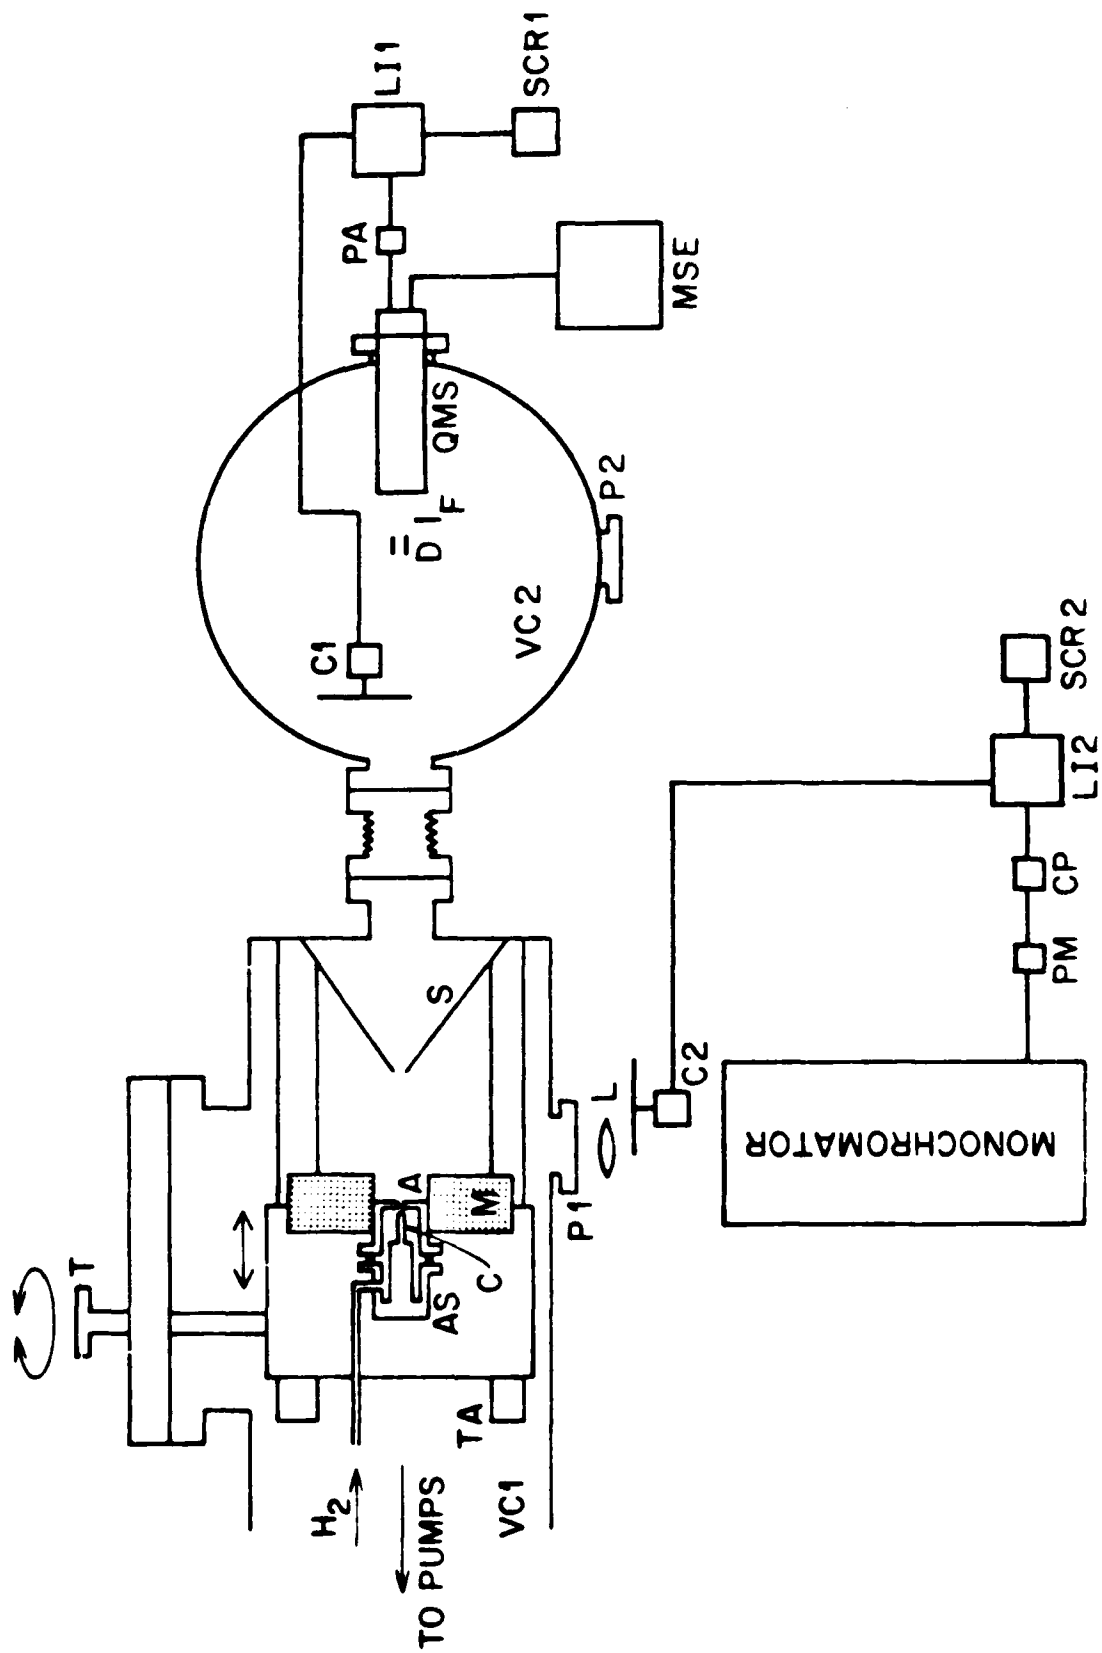 LI1
SCR1
PA
MSE
QMS
I_F
D
P2
VC2
C1
SCR2
LI2
CP
PM
C2
L
S
MONOCHROMATOR
A
M
P1
C
AS
T
TA
H₂
VC1
TO PUMPS